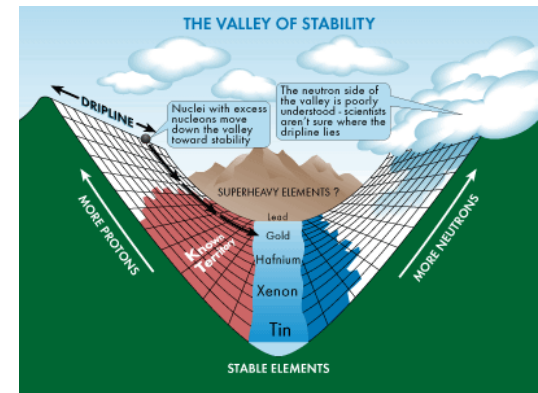 THE VALLEY OF STABILITY
DRIPLINE
Nuclei with excess
nucleons move
down the valley
toward stability
The neutron side of
the valley is poorly
understood - scientists
aren't sure where the
dripline lies
SUPERHEAVY ELEMENTS ?
MORE PROTONS
Known
Territory
Lead
Gold
Hafnium
Xenon
Tin
MORE NEUTRONS
STABLE ELEMENTS